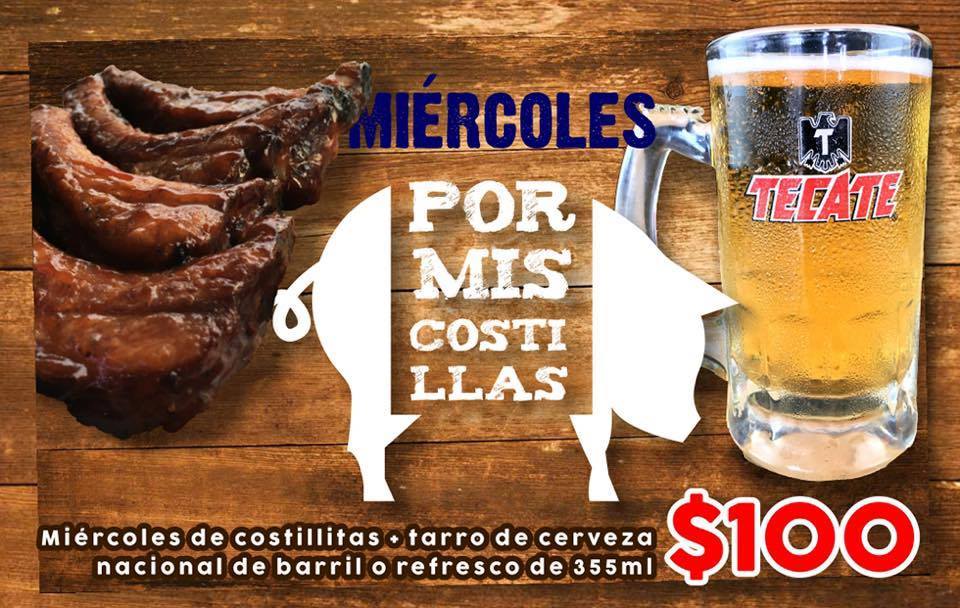 MIÉRCOLES
POR
MIS
COSTI
LLAS
T
TECATE
Miércoles de costillitas + tarro de cerveza
nacional de barril o refresco de 355ml
$100